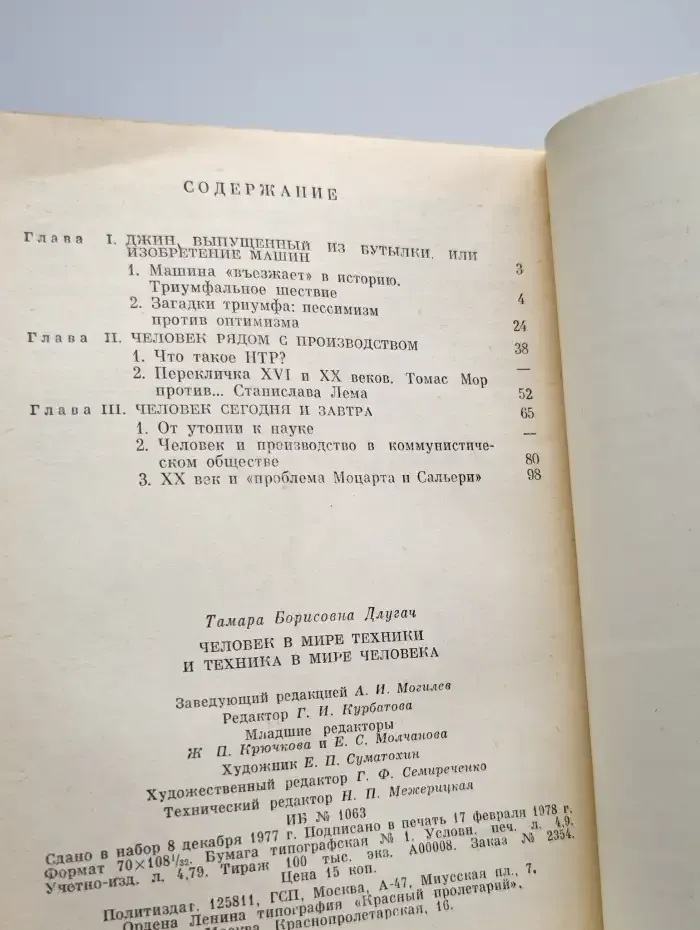 СОДЕРЖАНИЕ
Глава I. ДЖИН, ВЫПУЩЕННЫЙ ИЗ БУТЫЛКИ, ИЛИ
ИЗОБРЕТЕНИЕ МАШИН 3
1. Машина «въезжает» в историю.
Триумфальное шествие 4
2. Загадки триумфа: пессимизм
против оптимизма 24
Глава II. ЧЕЛОВЕК РЯДОМ С ПРОИЗВОДСТВОМ 38
1. Что такое НТР? —
2. Перекличка XVI и XX веков. Томас Мор
против... Станислава Лема 52
Глава III. ЧЕЛОВЕК СЕГОДНЯ И ЗАВТРА 65
1. От утопии к науке —
2. Человек и производство в коммунистиче-
ском обществе 80
3. XX век и «проблема Моцарта и Сальери» 98
Тамара Борисовна Длугач
ЧЕЛОВЕК В МИРЕ ТЕХНИКИ
И ТЕХНИКА В МИРЕ ЧЕЛОВЕКА
Заведующий редакцией А. И. Могилев
Редактор Г. И. Курбатова
Младшие редакторы
Ж. П. Крючкова и Е. С. Молчанова
Художник Е. П. Суматохин
Художественный редактор Г. Ф. Семиреченко
Технический редактор Н. П. Межерицкая
ИБ № 1063
Сдано в набор 8 декабря 1977 г. Подписано в печать 17 февраля 1978 г.
Формат 70×108 1/32. Бумага типографская № 1. Условн. печ. л. 4,9.
Учетно-изд. л. 4,79. Тираж 100 тыс. экз. А00008. Заказ № 2354.
Цена 15 коп.
Политиздат. 125811, ГСП, Москва, А-47, Миусская пл., 7.
Ордена Ленина типография «Красный пролетарий».
Москва, Краснопролетарская, 16.